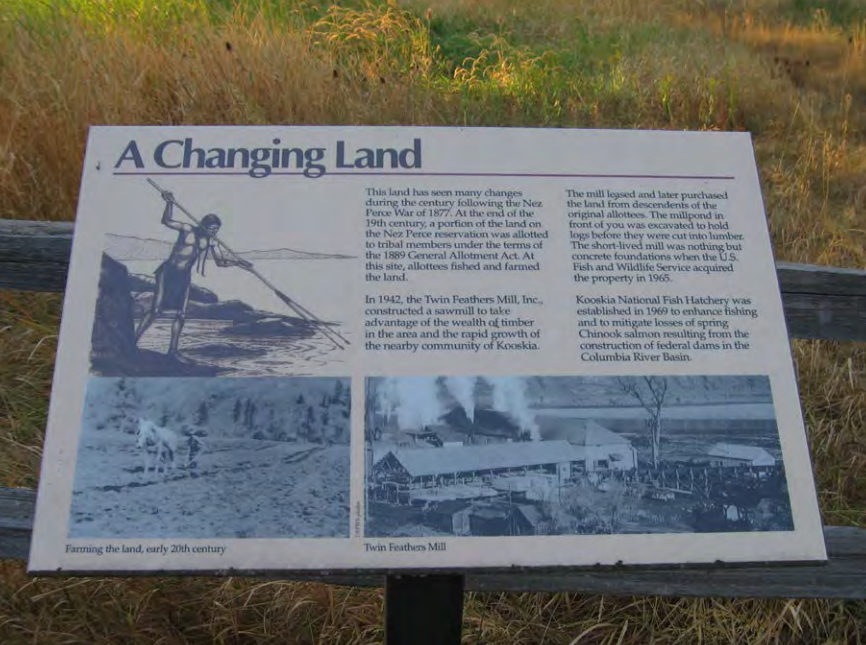 A Changing Land
This land has seen many changes
during the century following the Nez
Perce War of 1877. At the end of the
19th century, a portion of the land on
the Nez Perce reservation was allotted
to tribal members under the terms of
the 1889 General Allotment Act. At
this site, allottees fished and farmed
the land.
In 1942, the Twin Feathers Mill, Inc.,
constructed a sawmill to take
advantage of the wealth of timber
in the area and the rapid growth of
the nearby community of Kooskia.
The mill leased and later purchased
the land from descendents of the
original allottees. The millpond in
front of you was excavated to hold
logs before they were cut into lumber.
The short-lived mill was nothing but
concrete foundations when the U.S.
Fish and Wildlife Service acquired
the property in 1965.
Kooskia National Fish Hatchery was
established in 1969 to enhance fishing
and to mitigate losses of spring
Chinook salmon resulting from the
construction of federal dams in the
Columbia River Basin.
Farming the land, early 20th century
Twin Feathers Mill